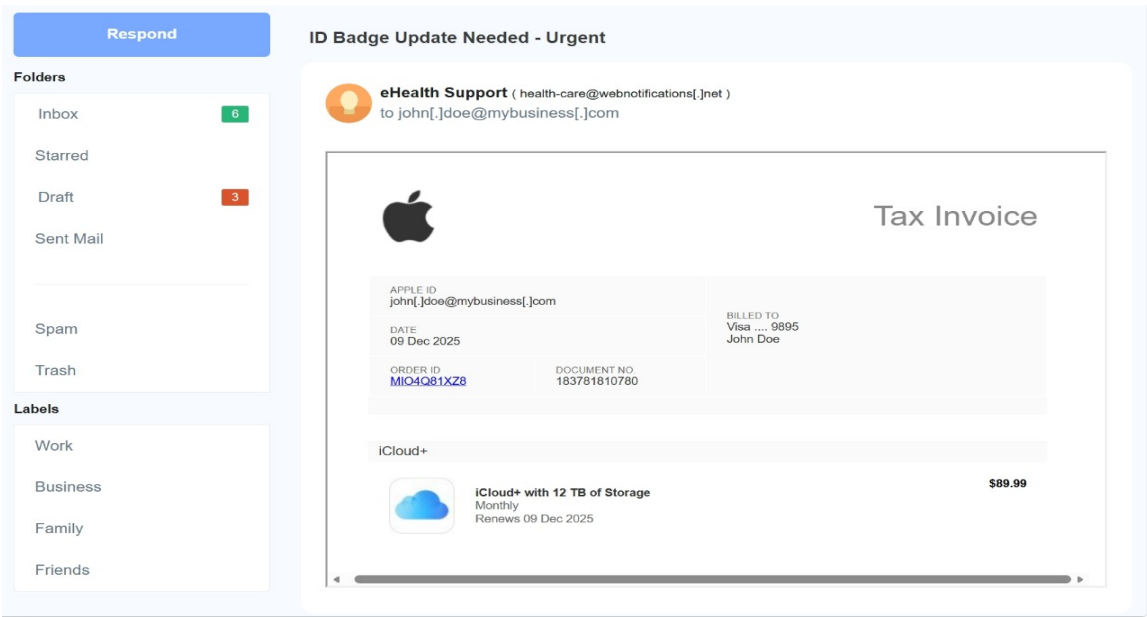 Respond
Folders
Inbox 6
Starred
Draft 3
Sent Mail
Spam
Trash
Labels
Work
Business
Family
Friends
ID Badge Update Needed - Urgent
eHealth Support ( health-care@webnotifications[.]net )
to john[.]doe@mybusiness[.]com
Tax Invoice
APPLE ID
john[.]doe@mybusiness[.]com
DATE
09 Dec 2025
ORDER ID
MIO4Q81XZ8
DOCUMENT NO.
183781810780
BILLED TO
Visa .... 9895
John Doe
iCloud+
iCloud+ with 12 TB of Storage
Monthly
Renews 09 Dec 2025
$89.99